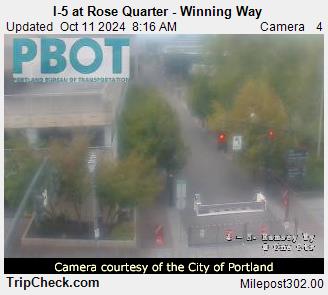 I-5 at Rose Quarter - Winning Way
Updated Oct 11 2024 8:16 AM Camera 4
PBOT
PORTLAND BUREAU OF TRANSPORTATION
Camera courtesy of the City of Portland
TripCheck.com Milepost302.00